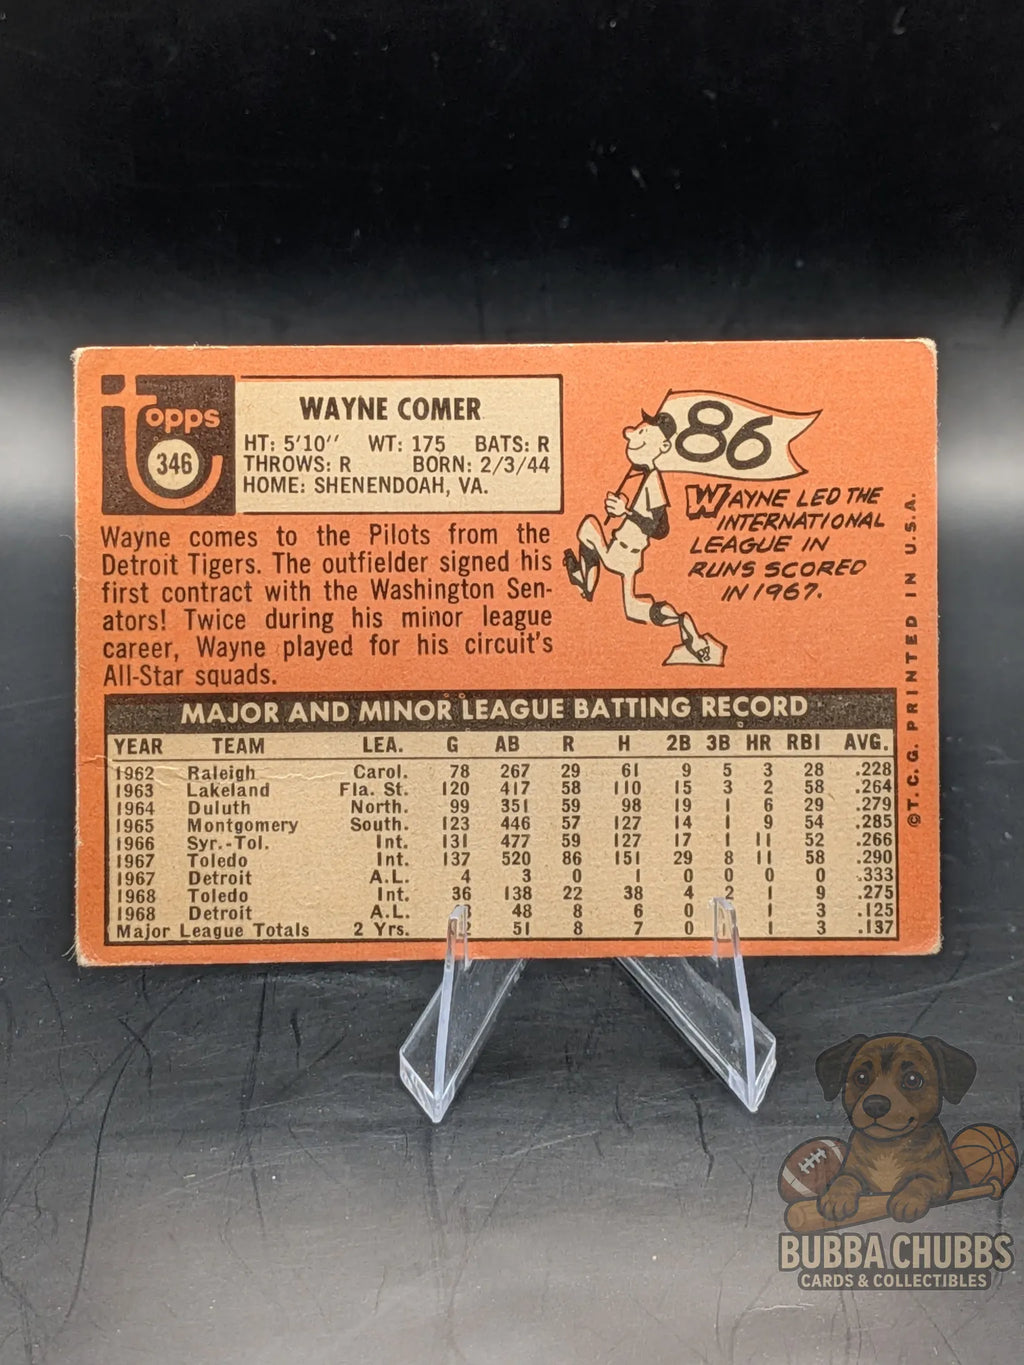 Topps
346
WAYNE COMER
HT: 5'10'' WT: 175 BATS: R
THROWS: R BORN: 2/3/44
HOME: SHENENDOAH, VA.
Wayne comes to the Pilots from the
Detroit Tigers. The outfielder signed his
first contract with the Washington Sen-
ators! Twice during his minor league
career, Wayne played for his circuit's
All-Star squads.
86
WAYNE LED THE
INTERNATIONAL
LEAGUE IN
RUNS SCORED
IN 1967.
MAJOR AND MINOR LEAGUE BATTING RECORD
YEAR TEAM LEA. G AB R H 2B 3B HR RBI AVG.
1962 Raleigh Carol. 78 267 29 61 9 5 3 28 .228
1963 Lakeland Fla. St. 120 417 58 110 15 3 2 58 .264
1964 Duluth North. 99 351 59 98 19 1 6 29 .279
1965 Montgomery South. 123 446 57 127 14 1 9 54 .285
1966 Syr.-Tol. Int. 131 477 59 127 17 1 11 52 .266
1967 Toledo Int. 137 520 86 151 29 8 11 58 .290
1967 Detroit A.L. 4 3 0 1 0 0 0 0 .333
1968 Toledo Int. 36 138 22 38 4 2 1 9 .275
1968 Detroit A.L. 48 8 6 0 1 3 .125
Major League Totals 2 Yrs. 51 8 7 0 1 1 3 .137
©T.C.G. PRINTED IN U.S.A.
BUBBA CHUBBS
CARDS & COLLECTIBLES